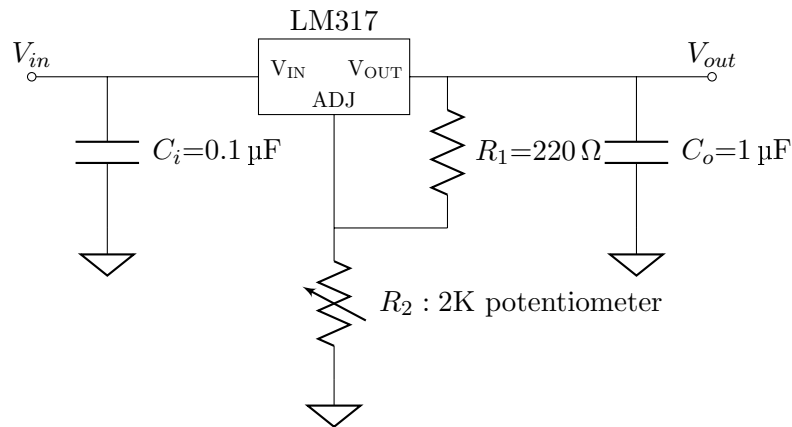 LM317
V_in
V_out
V_IN
V_OUT
ADJ
C_i=0.1 µF
R_1=220 Ω
C_o=1 µF
R_2 : 2K potentiometer